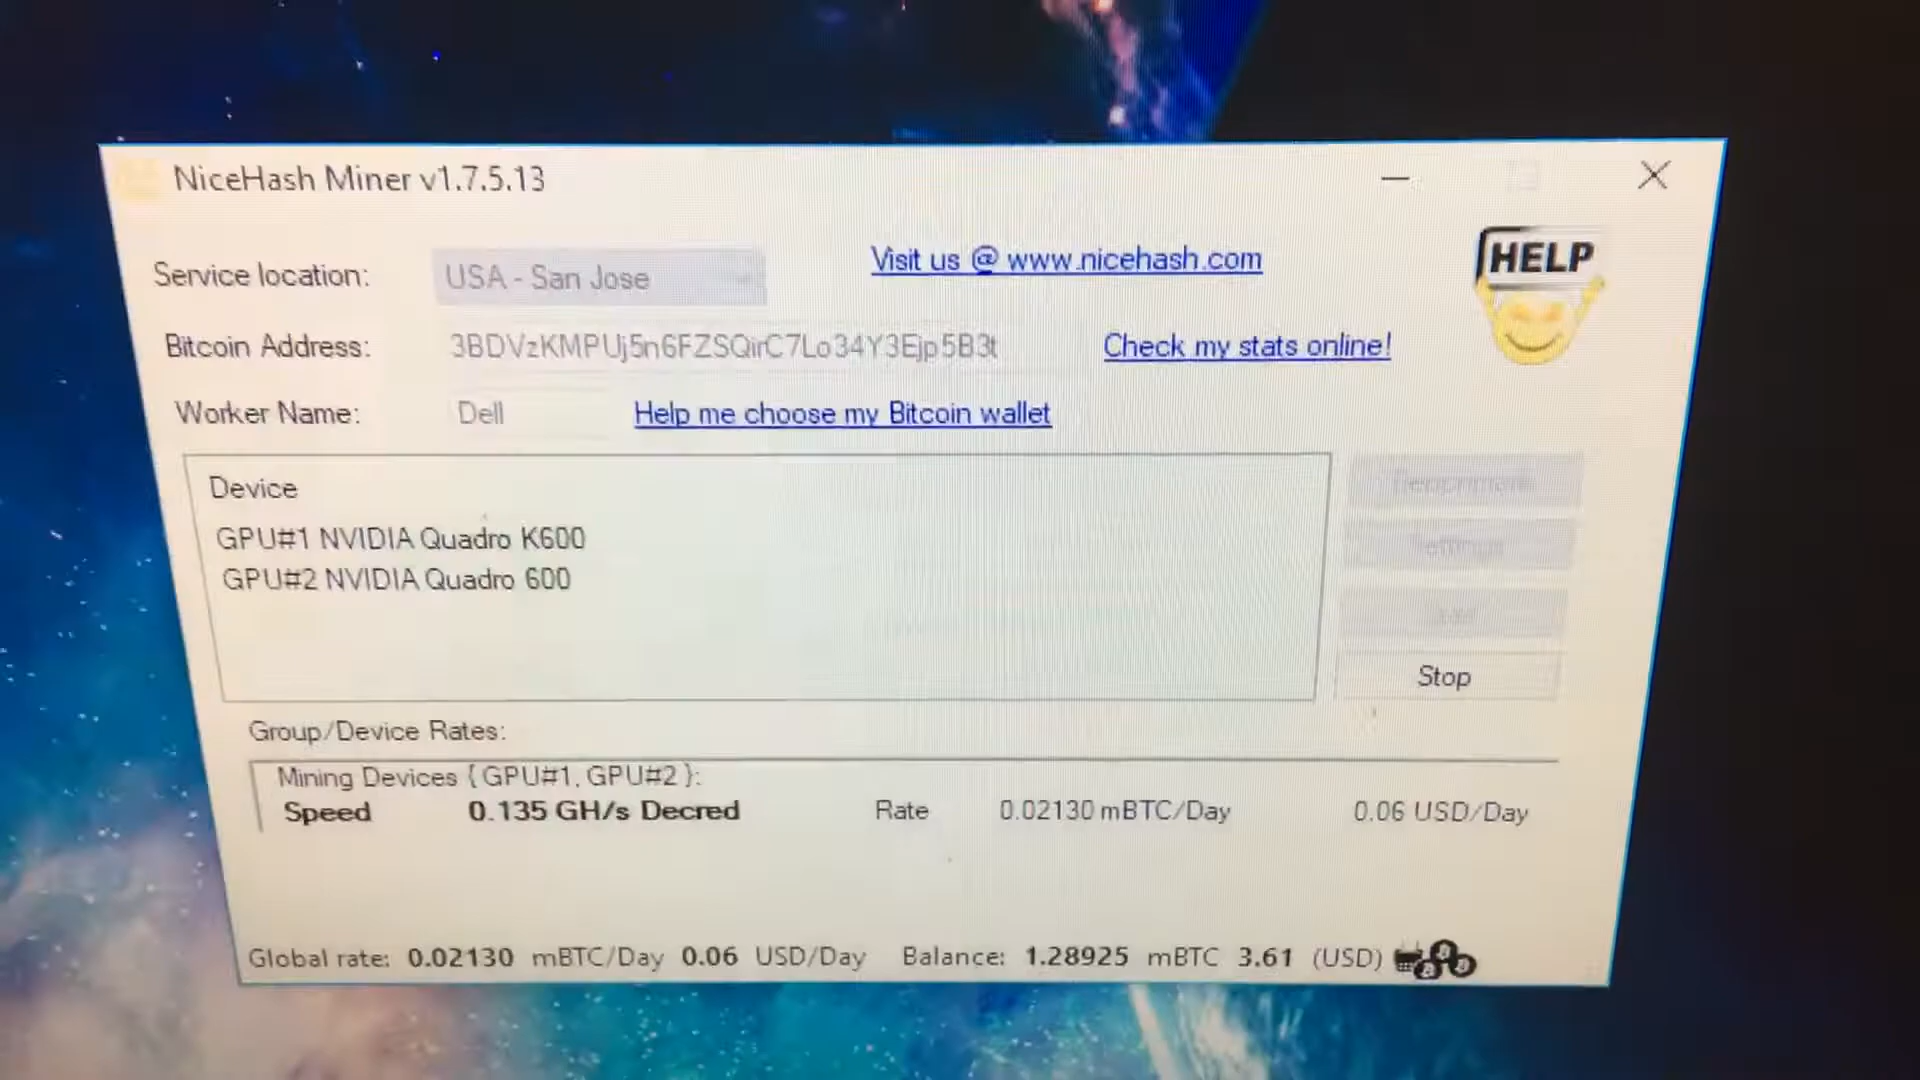 NiceHash Miner v1.7.5.13
Service location: USA - San Jose
Visit us @ www.nicehash.com
HELP
Bitcoin Address: 3BDVzKMPUj5n6FZSQirC7Lo34Y3Ejp5B3t
Check my stats online!
Worker Name: Dell
Help me choose my Bitcoin wallet
Device
GPU#1 NVIDIA Quadro K600
GPU#2 NVIDIA Quadro 600
Benchmark
Settings
Stop
Group/Device Rates:
Mining Devices { GPU#1, GPU#2 }:
Speed 0.135 GH/s Decred Rate 0.02130 mBTC/Day 0.06 USD/Day
Global rate: 0.02130 mBTC/Day 0.06 USD/Day Balance: 1.28925 mBTC 3.61 (USD)